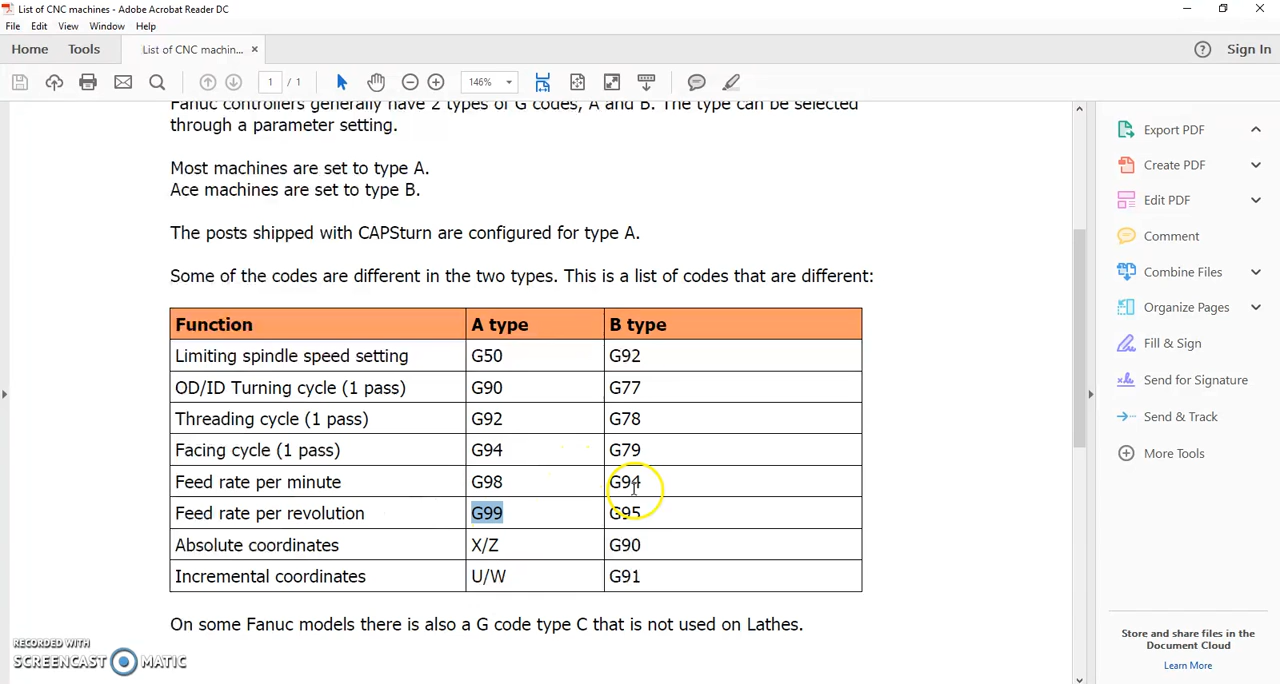 List of CNC machines - Adobe Acrobat Reader DC
File Edit View Window Help
Home Tools List of CNC machin... × Sign In
1 / 1 146%
Fanuc controllers generally have 2 types of G codes, A and B. The type can be selected
through a parameter setting.
Most machines are set to type A.
Ace machines are set to type B.
The posts shipped with CAPSturn are configured for type A.
Some of the codes are different in the two types. This is a list of codes that are different:
Function A type B type
Limiting spindle speed setting G50 G92
OD/ID Turning cycle (1 pass) G90 G77
Threading cycle (1 pass) G92 G78
Facing cycle (1 pass) G94 G79
Feed rate per minute G98 G94
Feed rate per revolution G99 G95
Absolute coordinates X/Z G90
Incremental coordinates U/W G91
On some Fanuc models there is also a G code type C that is not used on Lathes.
Export PDF
Create PDF
Edit PDF
Comment
Combine Files
Organize Pages
Fill & Sign
Send for Signature
Send & Track
More Tools
Store and share files in the
Document Cloud
Learn More
RECORDED WITH
SCREENCAST MATIC